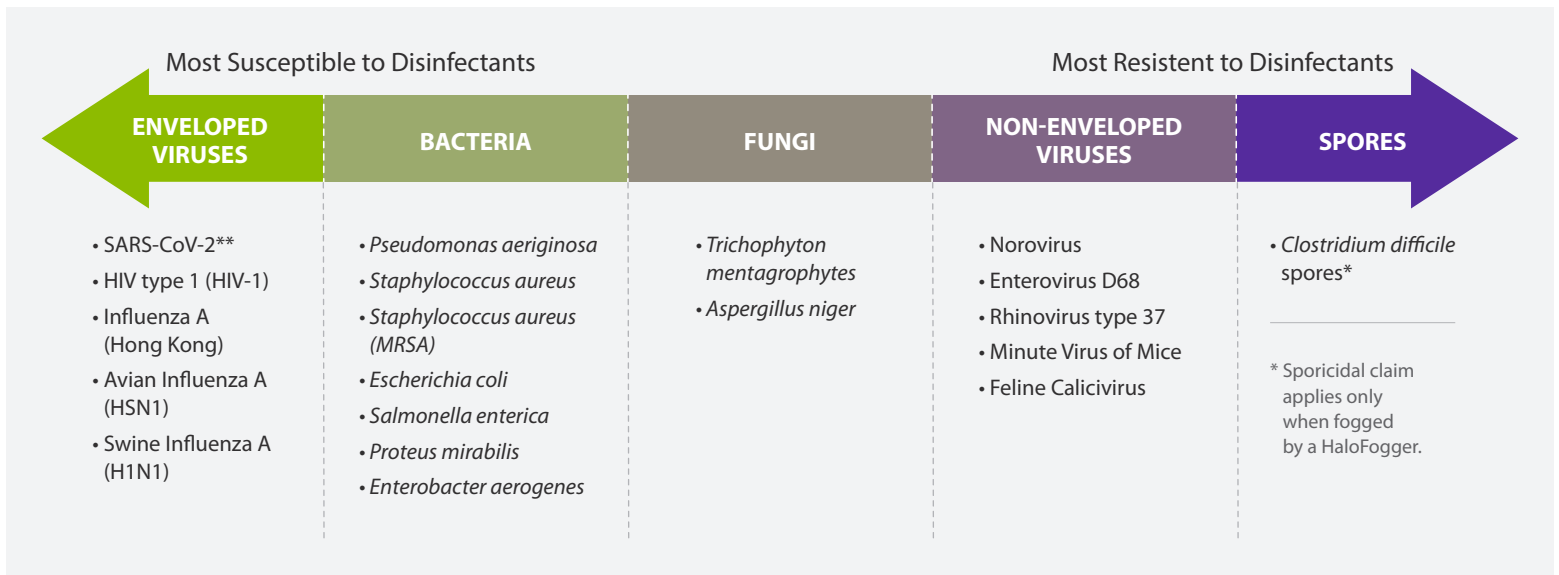 Most Susceptible to Disinfectants
Most Resistent to Disinfectants
ENVELOPED
VIRUSES
BACTERIA
FUNGI
NON-ENVELOPED
VIRUSES
SPORES
• SARS-CoV-2**
• HIV type 1 (HIV-1)
• Influenza A
(Hong Kong)
• Avian Influenza A
(HSN1)
• Swine Influenza A
(H1N1)
• Pseudomonas aeriginosa
• Staphylococcus aureus
• Staphylococcus aureus
(MRSA)
• Escherichia coli
• Salmonella enterica
• Proteus mirabilis
• Enterobacter aerogenes
• Trichophyton
mentagrophytes
• Aspergillus niger
• Norovirus
• Enterovirus D68
• Rhinovirus type 37
• Minute Virus of Mice
• Feline Calicivirus
• Clostridium difficile
spores*
* Sporicidal claim
applies only
when fogged
by a HaloFogger.